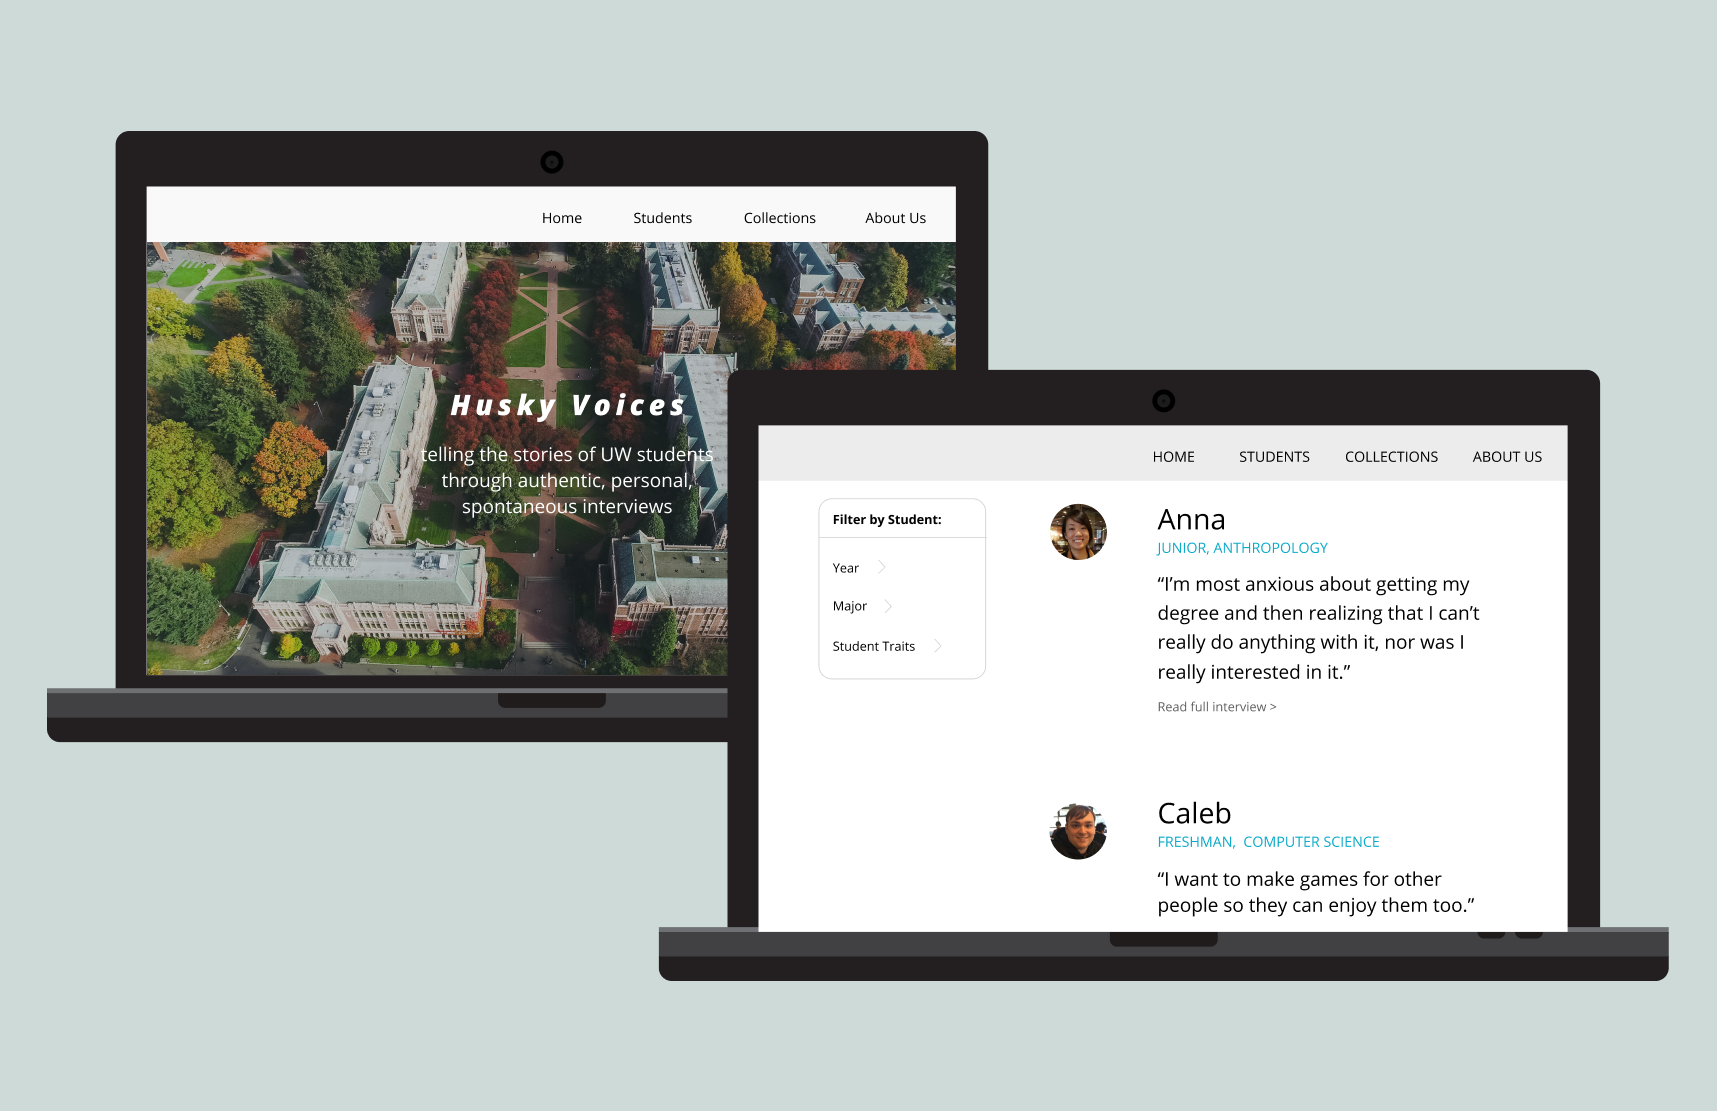 Home Students Collections About Us
Husky Voices
telling the stories of UW students
through authentic, personal,
spontaneous interviews
HOME STUDENTS COLLECTIONS ABOUT US
Filter by Student:
Year
Major
Student Traits
Anna
JUNIOR, ANTHROPOLOGY
“I’m most anxious about getting my
degree and then realizing that I can’t
really do anything with it, nor was I
really interested in it.”
Read full interview >
Caleb
FRESHMAN, COMPUTER SCIENCE
“I want to make games for other
people so they can enjoy them too.”